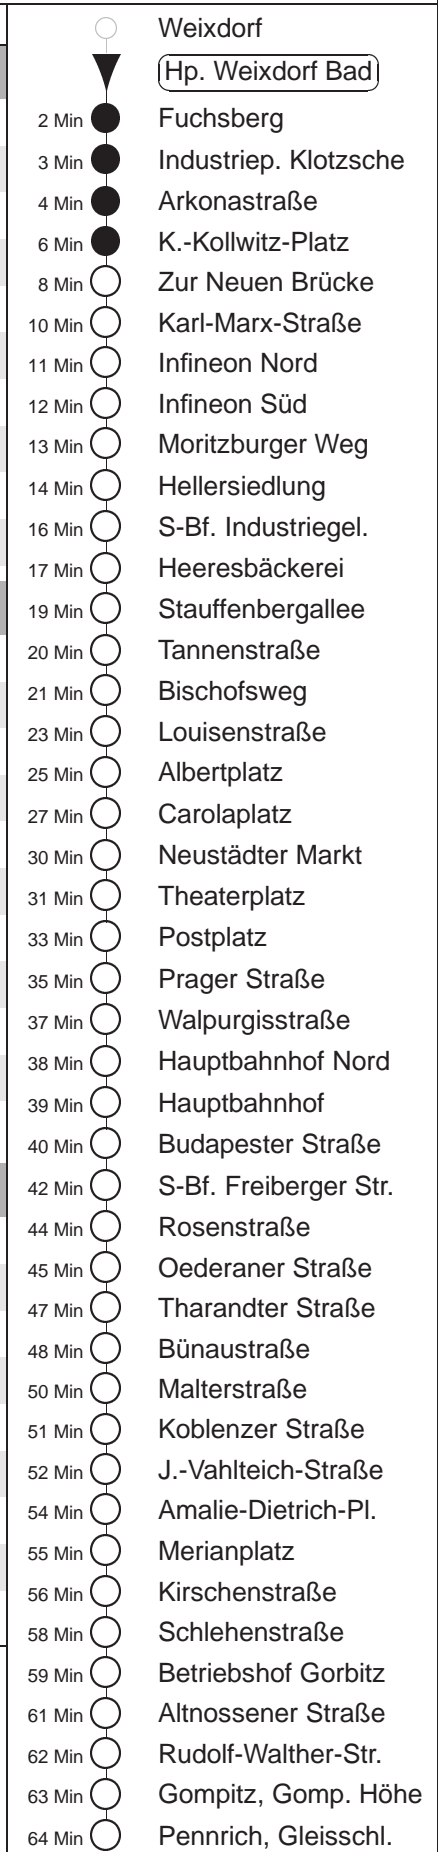 Weixdorf
Hp. Weixdorf Bad
2 Min Fuchsberg
3 Min Industriep. Klotzsche
4 Min Arkonastraße
6 Min K.-Kollwitz-Platz
8 Min Zur Neuen Brücke
10 Min Karl-Marx-Straße
11 Min Infineon Nord
12 Min Infineon Süd
13 Min Moritzburger Weg
14 Min Hellersiedlung
16 Min S-Bf. Industriegel.
17 Min Heeresbäckerei
19 Min Stauffenbergallee
20 Min Tannenstraße
21 Min Bischofsweg
23 Min Louisenstraße
25 Min Albertplatz
27 Min Carolaplatz
30 Min Neustädter Markt
31 Min Theaterplatz
33 Min Postplatz
35 Min Prager Straße
37 Min Walpurgisstraße
38 Min Hauptbahnhof Nord
39 Min Hauptbahnhof
40 Min Budapester Straße
42 Min S-Bf. Freiberger Str.
44 Min Rosenstraße
45 Min Oederaner Straße
47 Min Tharandter Straße
48 Min Bünaustraße
50 Min Malterstraße
51 Min Koblenzer Straße
52 Min J.-Vahlteich-Straße
54 Min Amalie-Dietrich-Pl.
55 Min Merianplatz
56 Min Kirschenstraße
58 Min Schlehenstraße
59 Min Betriebshof Gorbitz
61 Min Altnossener Straße
62 Min Rudolf-Walther-Str.
63 Min Gompitz, Gomp. Höhe
64 Min Pennrich, Gleisschl.